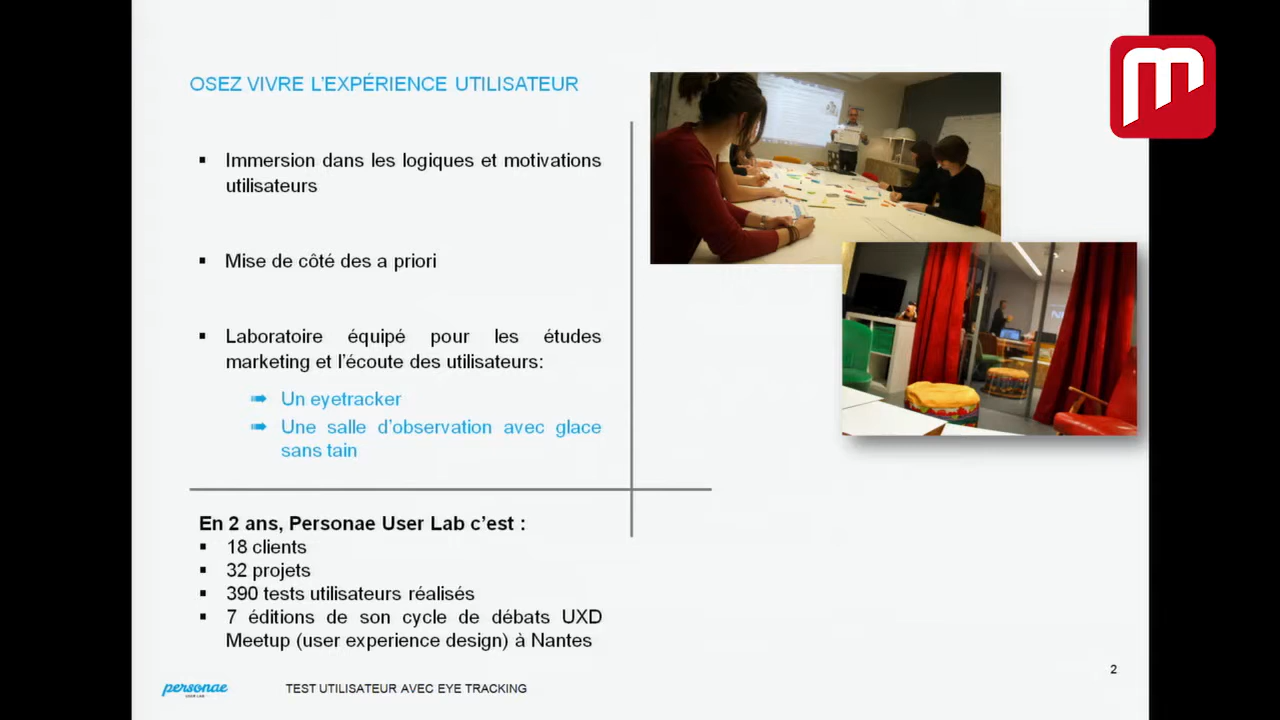 OSEZ VIVRE L'EXPÉRIENCE UTILISATEUR
▪ Immersion dans les logiques et motivations
utilisateurs
▪ Mise de côté des a priori
▪ Laboratoire équipé pour les études
marketing et l'écoute des utilisateurs:
➠ Un eyetracker
➠ Une salle d'observation avec glace
sans tain
En 2 ans, Personae User Lab c'est :
▪ 18 clients
▪ 32 projets
▪ 390 tests utilisateurs réalisés
▪ 7 éditions de son cycle de débats UXD
Meetup (user experience design) à Nantes
personae
USER LAB
TEST UTILISATEUR AVEC EYE TRACKING
2